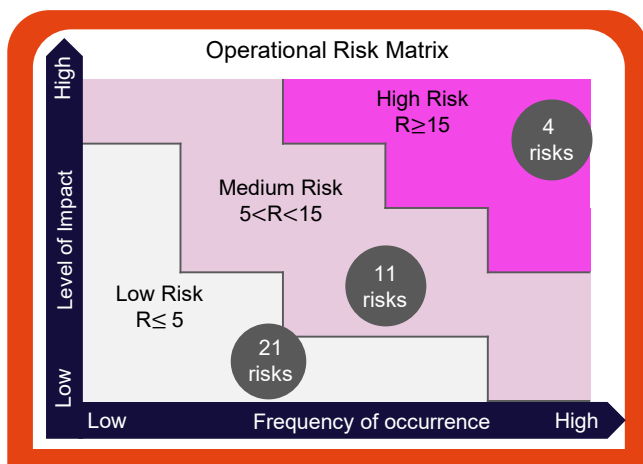 Operational Risk Matrix
High
High Risk
R≥15
4
risks
Medium Risk
5<R<15
Level of Impact
11
risks
Low Risk
R≤ 5
21
risks
Low
Low
Frequency of occurrence
High